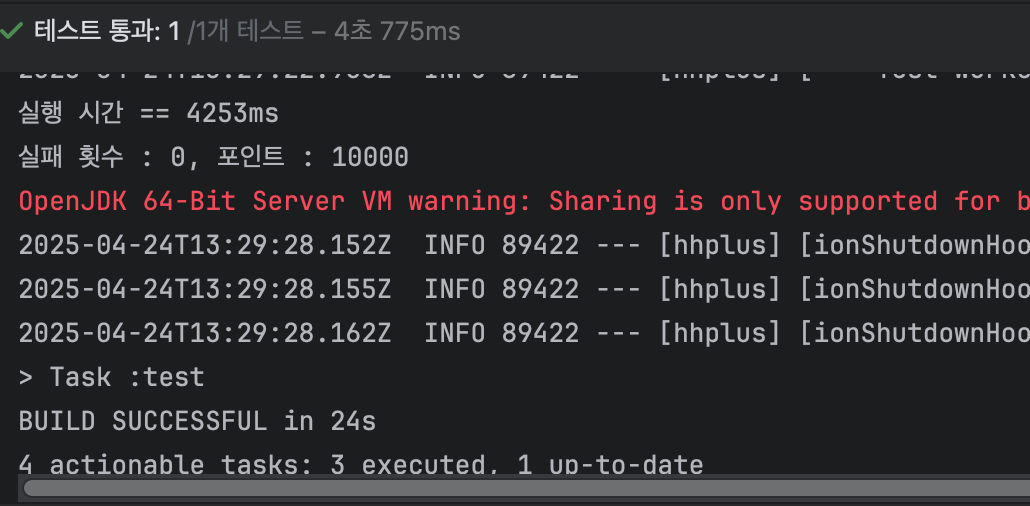 테스트 통과: 1 /1개 테스트 – 4초 775ms
INFO 89422
실행 시간 == 4253ms
실패 횟수 : 0, 포인트 : 10000
OpenJDK 64-Bit Server VM warning: Sharing is only supported for b
2025-04-24T13:29:28.152Z  INFO 89422 --- [hhplus] [ionShutdownHoo
2025-04-24T13:29:28.155Z  INFO 89422 --- [hhplus] [ionShutdownHoo
2025-04-24T13:29:28.162Z  INFO 89422 --- [hhplus] [ionShutdownHoo
> Task :test
BUILD SUCCESSFUL in 24s
4 actionable tasks: 3 executed, 1 up-to-date